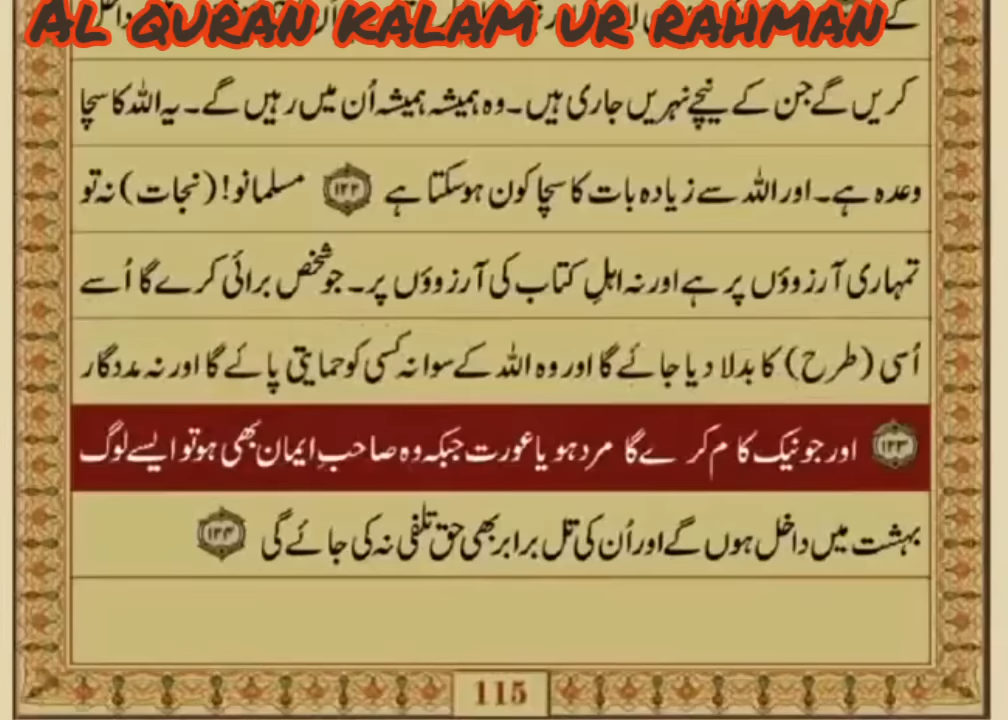 AL QURAN KALAM UR RAHMAN
کریں گے جن کے نیچے نہریں جاری ہیں۔ وہ ہمیشہ ہمیشہ اُن میں رہیں گے۔ یہ اللہ کا سچا
وعدہ ہے۔ اور اللہ سے زیادہ بات کا سچا کون ہوسکتا ہے ۱۲۲ مسلمانو! (نجات) نہ تو
تمہاری آرزوؤں پر ہے اور نہ اہلِ کتاب کی آرزوؤں پر۔ جو شخص برائی کرے گا اُسے
اُسی (طرح) کا بدلا دیا جائے گا اور وہ اللہ کے سوا نہ کسی کو حمایتی پائے گا اور نہ مددگار
۱۲۳ اور جو نیک کام کرے گا مرد ہو یا عورت جبکہ وہ صاحبِ ایمان بھی ہو تو ایسے لوگ
بہشت میں داخل ہوں گے اور اُن کی تل برابر بھی حق تلفی نہ کی جائے گی ۱۲۴
115